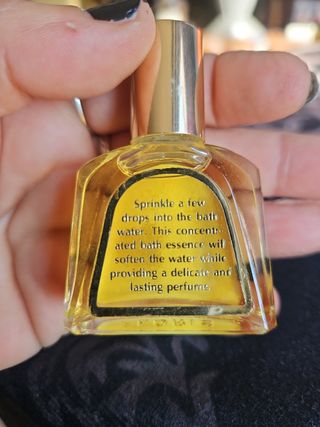 Sprinkle a few
drops into the bath
water. This concentr-
ated bath essence will
soften the water while
providing a delicate and
lasting perfume.